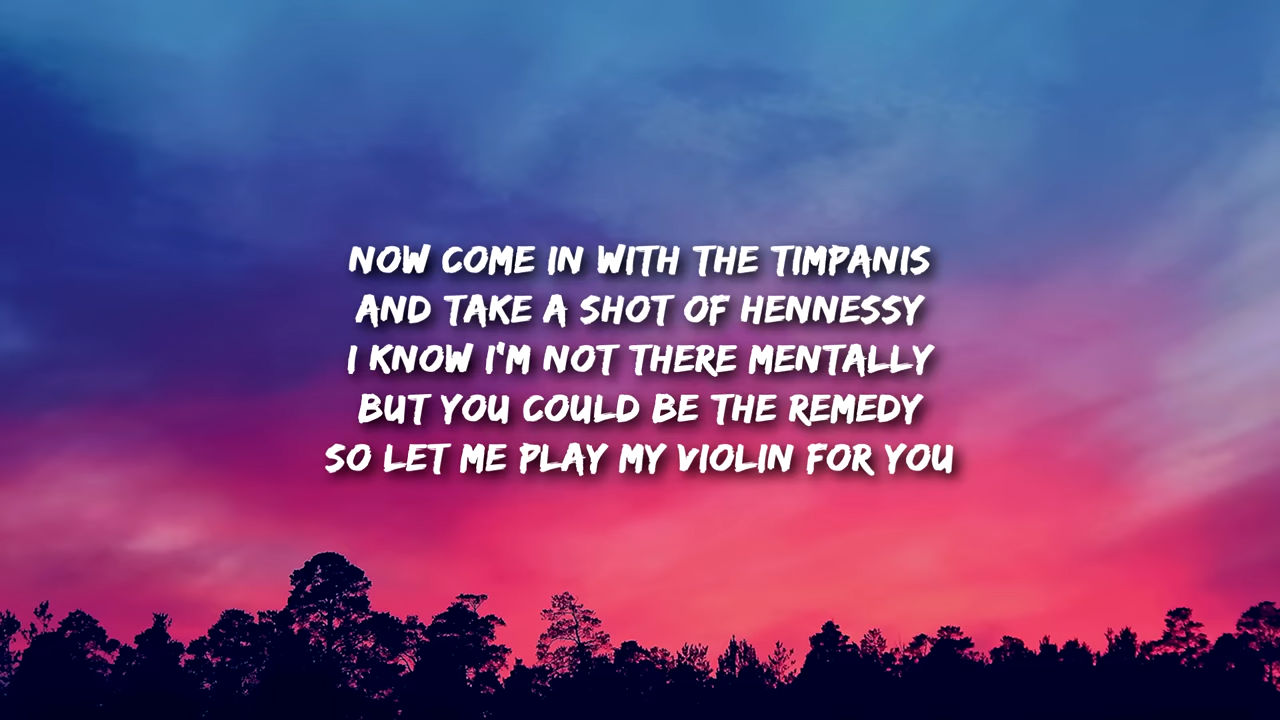 NOW COME IN WITH THE TIMPANIS
AND TAKE A SHOT OF HENNESSY
I KNOW I'M NOT THERE MENTALLY
BUT YOU COULD BE THE REMEDY
SO LET ME PLAY MY VIOLIN FOR YOU